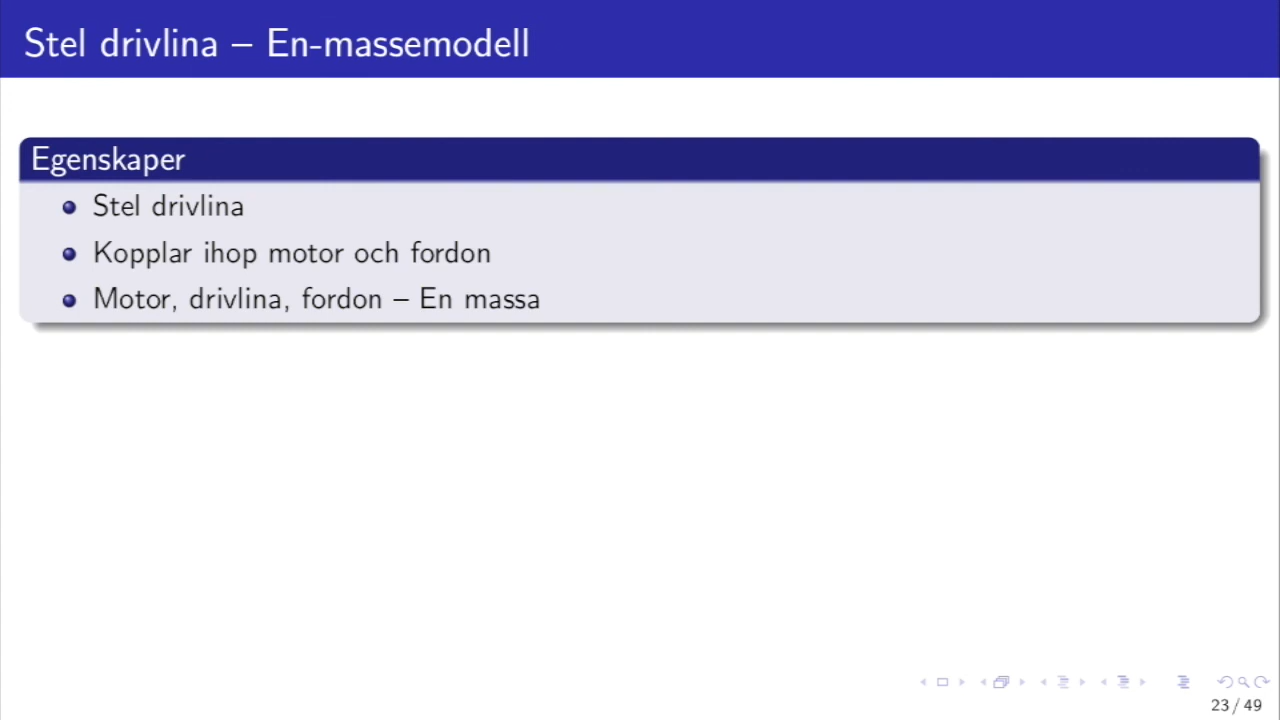 Stel drivlina – En-massemodell
Egenskaper
Stel drivlina
Kopplar ihop motor och fordon
Motor, drivlina, fordon – En massa
23 / 49